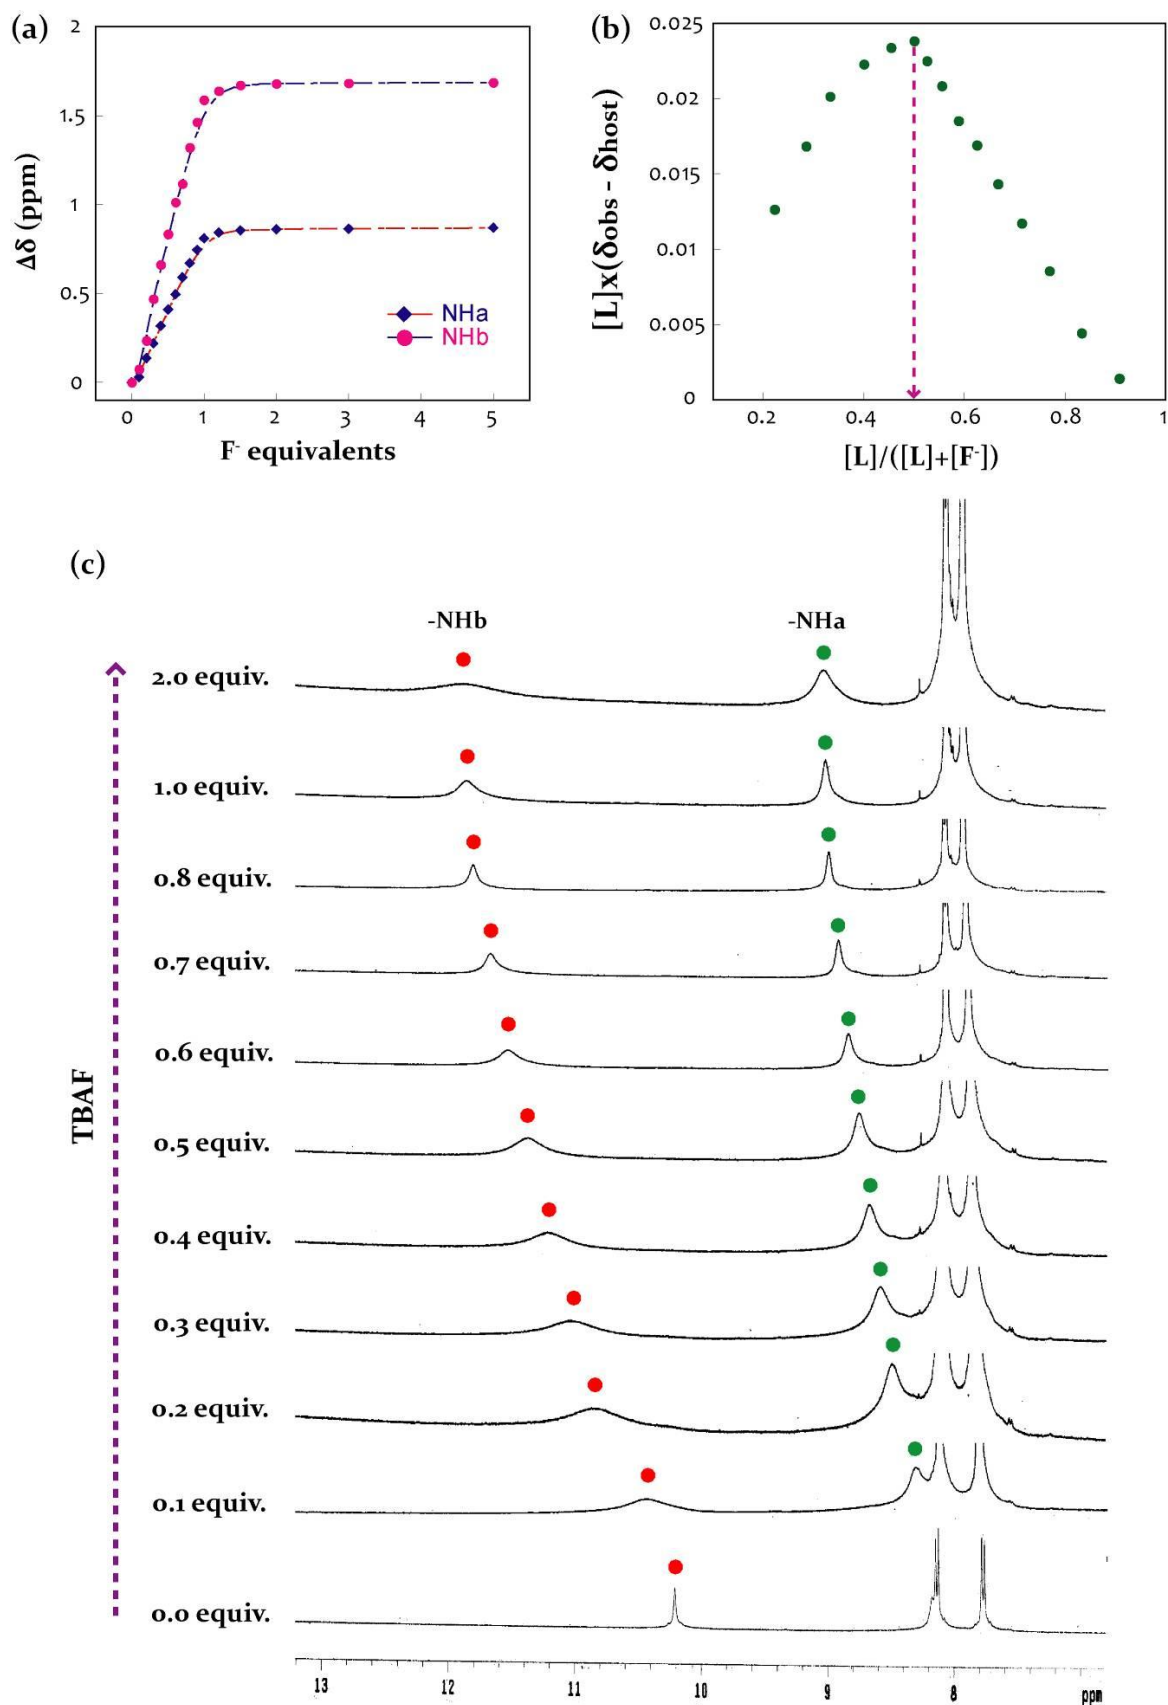 (a)
2
1.5
1
0.5
0
Δδ (ppm)
NHa
NHb
0 1 2 3 4 5
F⁻ equivalents
(b)
0.025
0.02
0.015
0.01
0.005
0
[L]x(δobs - δhost)
0.2 0.4 0.6 0.8 1
[L]/([L]+[F⁻])
(c)
-NHb -NHa
2.0 equiv.
1.0 equiv.
0.8 equiv.
0.7 equiv.
0.6 equiv.
0.5 equiv.
0.4 equiv.
0.3 equiv.
0.2 equiv.
0.1 equiv.
0.0 equiv.
TBAF
13 12 11 10 9 8 ppm